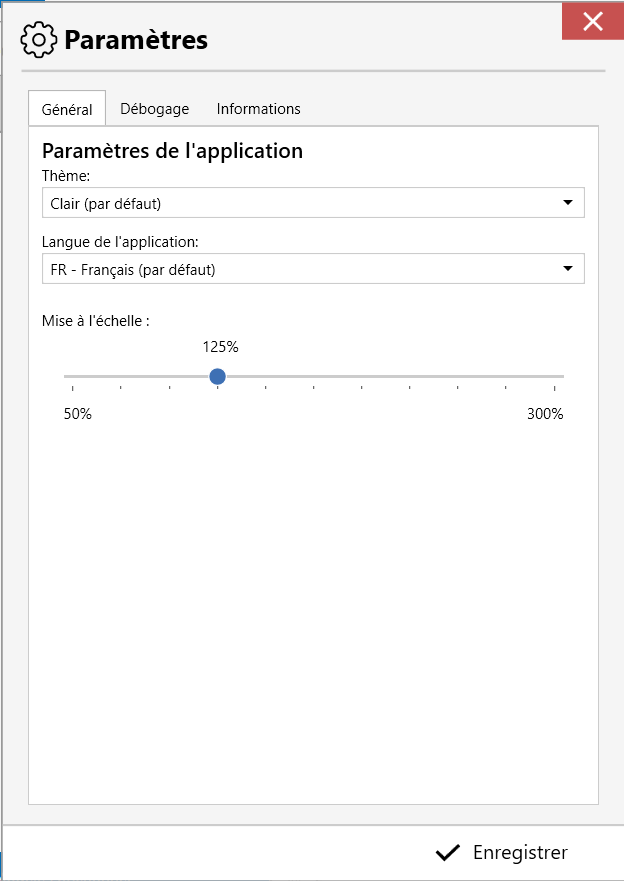 Paramètres
Général Débogage Informations
Paramètres de l'application
Thème:
Clair (par défaut)
Langue de l'application:
FR - Français (par défaut)
Mise à l'échelle :
125%
50% 300%
Enregistrer